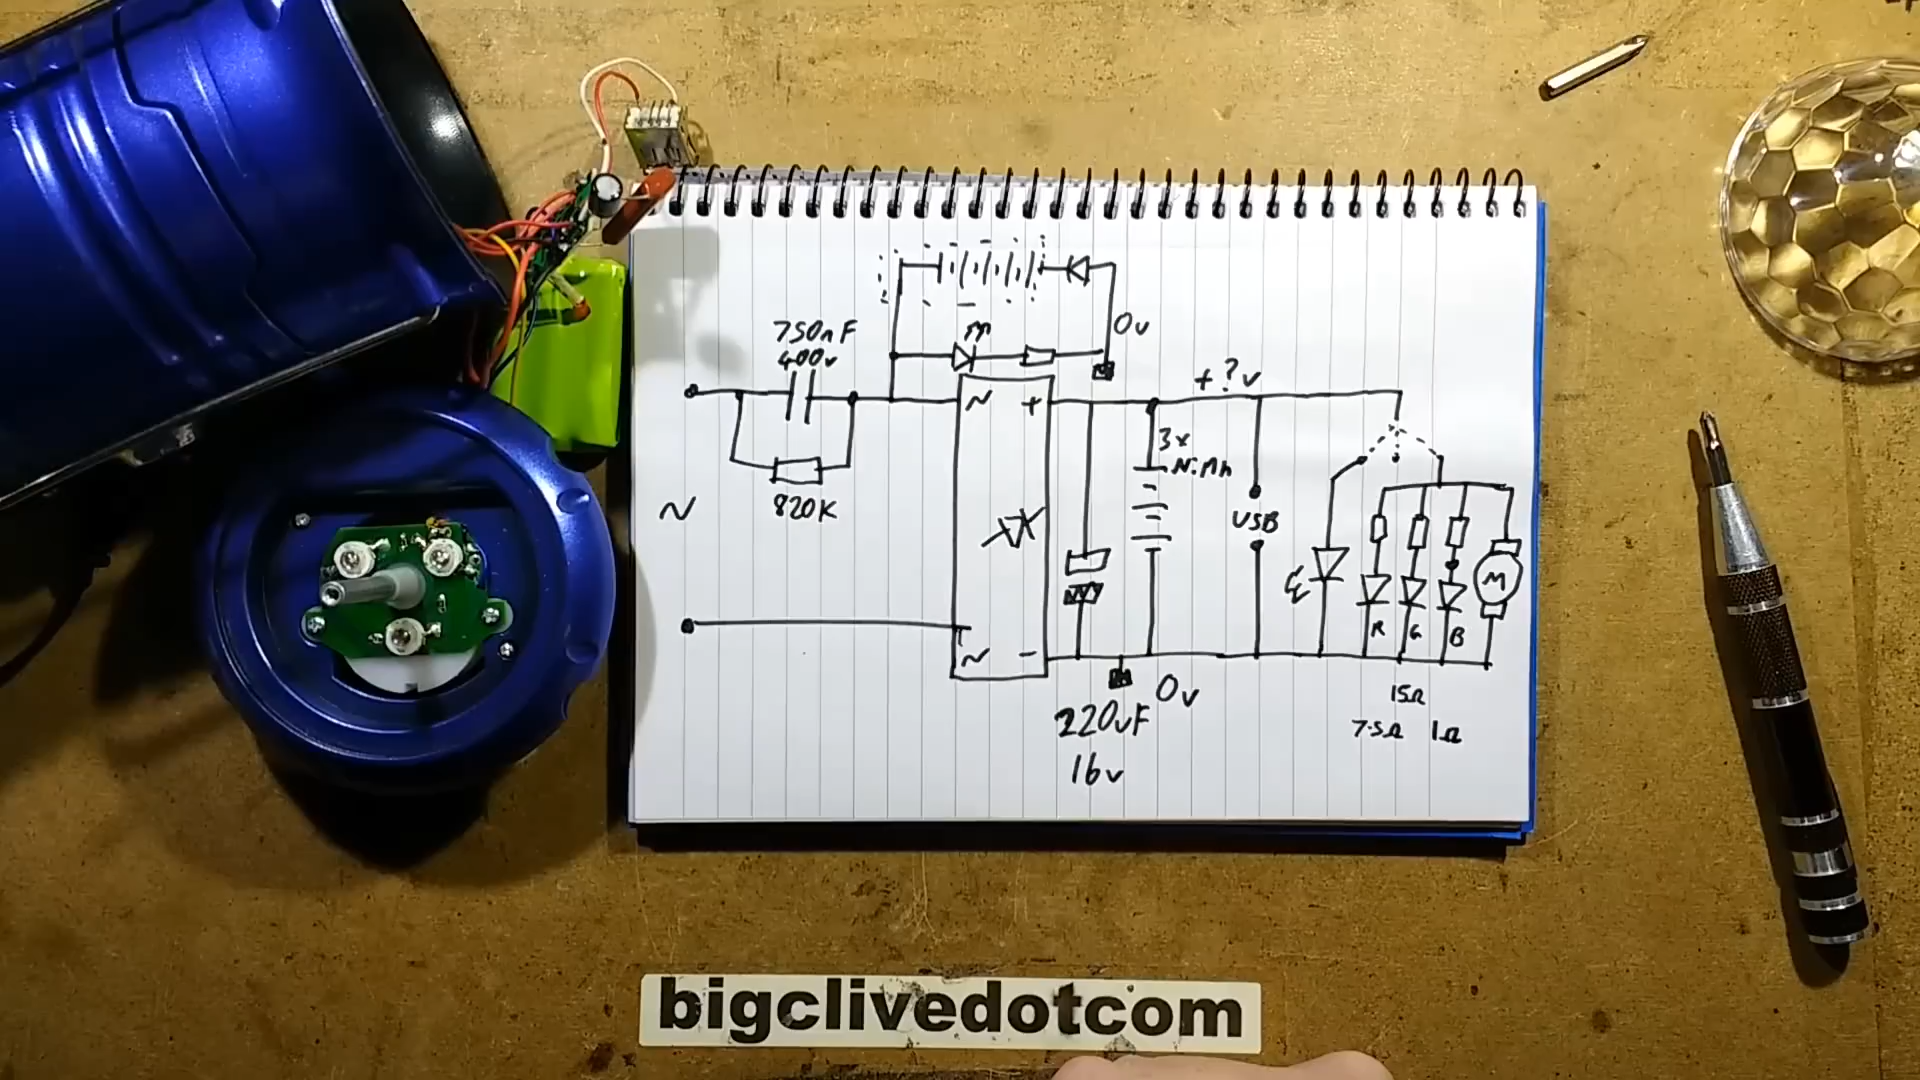 0v
750nF
400v
~ +
+?v
3x
NiMh
820K
~
USB
M
R G B
~ -
0v
15Ω
220uF
7.5Ω 1Ω
16v
bigclivedotcom